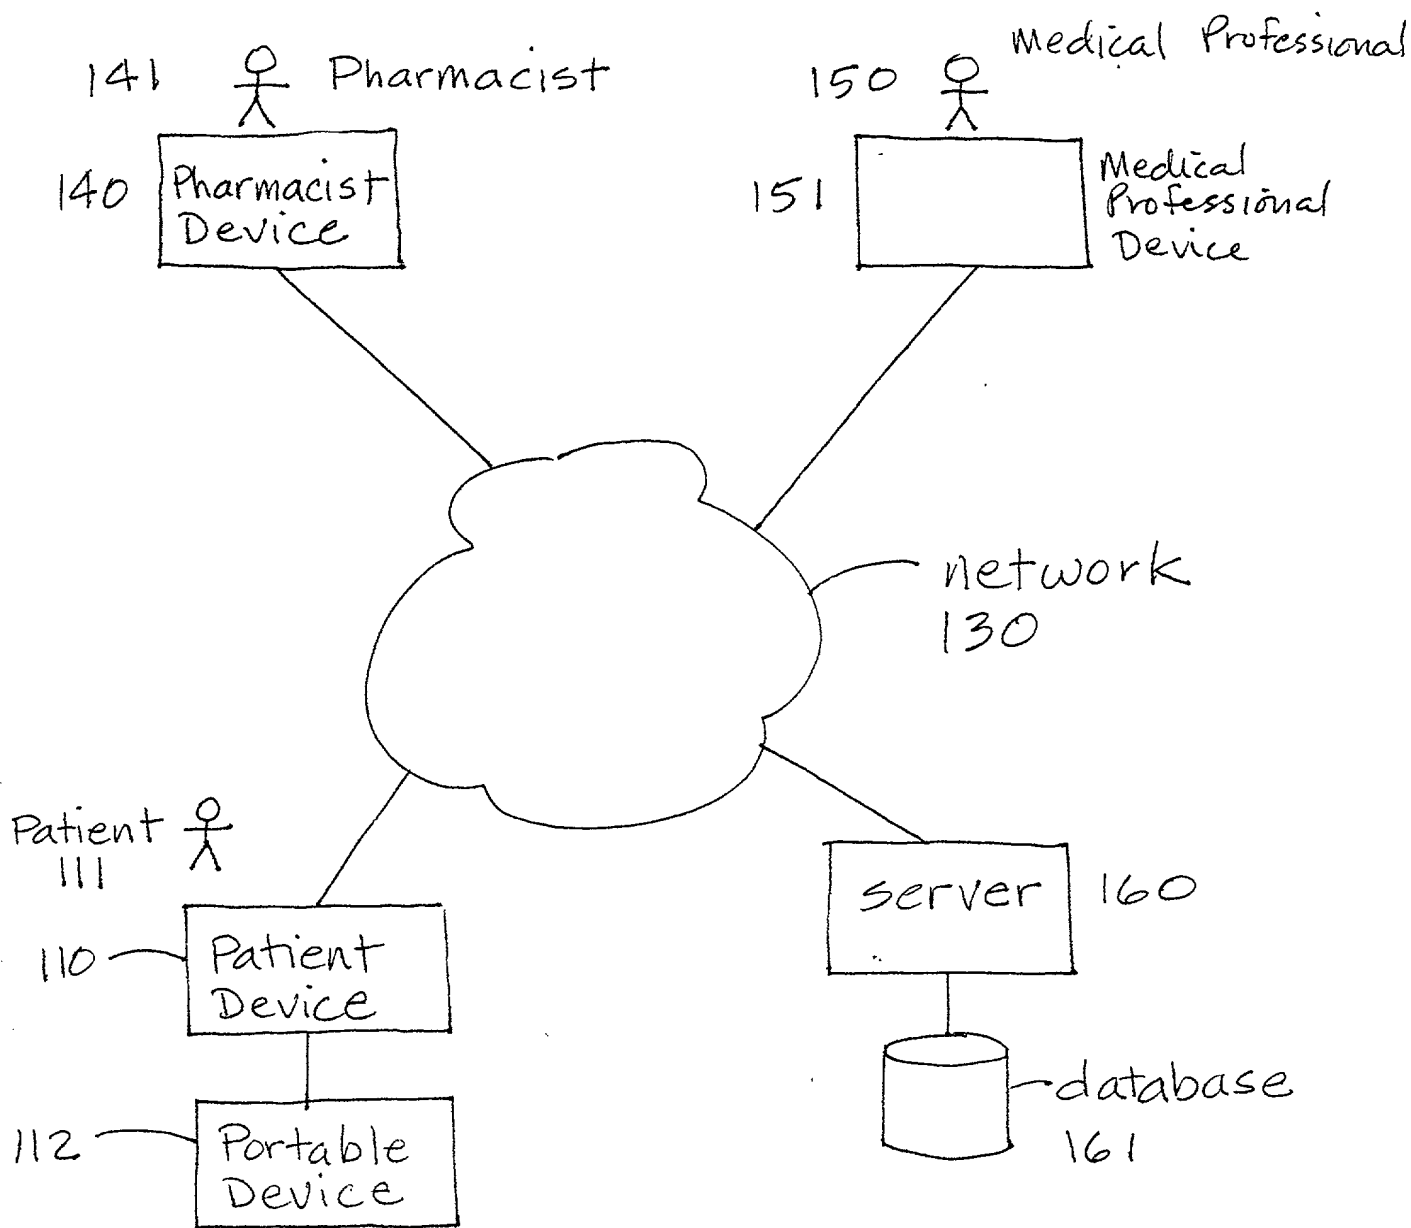 Medical Professional
141 Pharmacist
150
140 Pharmacist
Device
151
Medical
Professional
Device
network
130
Patient
111
server 160
110 Patient
Device
database
161
112 Portable
Device